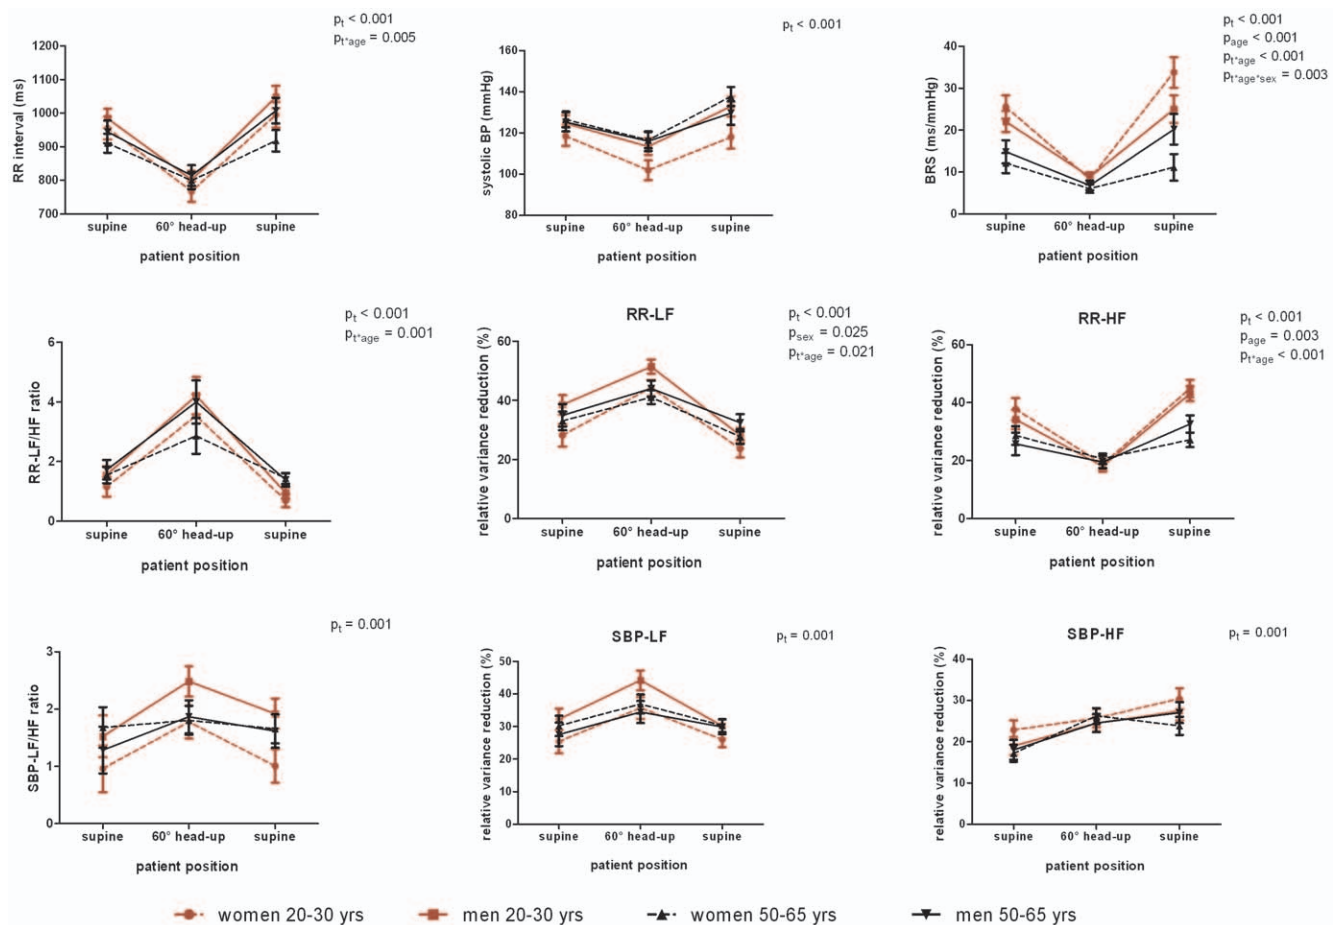 pt < 0.001
pt*age = 0.005
RR interval (ms)
1200
1100
1000
900
800
700
supine 60° head-up supine
patient position
pt < 0.001
systolic BP (mmHg)
160
140
120
100
80
supine 60° head-up supine
patient position
pt < 0.001
page < 0.001
pt*age < 0.001
pt*age*sex = 0.003
BRS (ms/mmHg)
40
30
20
10
0
supine 60° head-up supine
patient position
pt < 0.001
pt*age = 0.001
RR-LF/HF ratio
6
4
2
0
supine 60° head-up supine
patient position
RR-LF
pt < 0.001
psex = 0.025
pt*age = 0.021
relative variance reduction (%)
60
40
20
0
supine 60° head-up supine
patient position
RR-HF
pt < 0.001
page = 0.003
pt*age < 0.001
relative variance reduction (%)
60
40
20
0
supine 60° head-up supine
patient position
pt = 0.001
SBP-LF/HF ratio
3
2
1
0
supine 60° head-up supine
patient position
SBP-LF
pt = 0.001
relative variance reduction (%)
50
40
30
20
10
0
supine 60° head-up supine
patient position
SBP-HF
pt = 0.001
relative variance reduction (%)
40
30
20
10
0
supine 60° head-up supine
patient position
women 20-30 yrs men 20-30 yrs women 50-65 yrs men 50-65 yrs